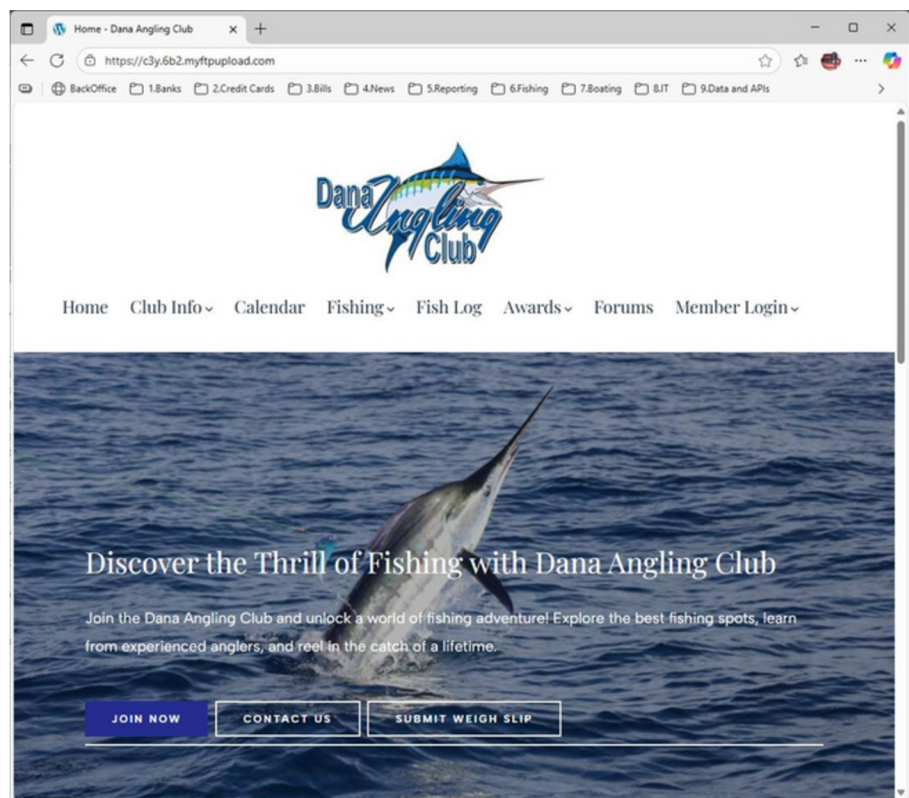 Home - Dana Angling Club
https://c3y.6b2.myftpupload.com
BackOffice 1.Banks 2.Credit Cards 3.Bills 4.News 5.Reporting 6.Fishing 7.Boating 8.IT 9.Data and APIs
Dana
Angling
Club
Home Club Info Calendar Fishing Fish Log Awards Forums Member Login
Discover the Thrill of Fishing with Dana Angling Club
Join the Dana Angling Club and unlock a world of fishing adventure! Explore the best fishing spots, learn
from experienced anglers, and reel in the catch of a lifetime.
JOIN NOW CONTACT US SUBMIT WEIGH SLIP